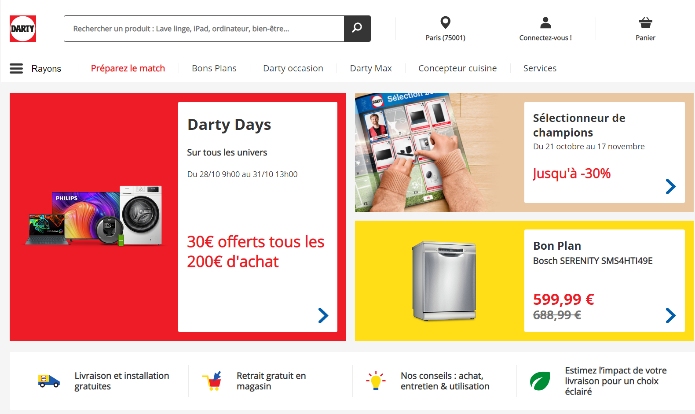 DARTY
Rechercher un produit : Lave linge, iPad, ordinateur, bien-être...
Paris (75001)
Connectez-vous !
Panier
Rayons
Préparez le match
Bons Plans
Darty occasion
Darty Max
Concepteur cuisine
Services
Darty Days
Sur tous les univers
Du 28/10 9h00 au 31/10 13h00
30€ offerts tous les
200€ d'achat
PHILIPS
DARTY
Sélection
Sélectionneur de
champions
Du 21 octobre au 17 novembre
Jusqu'à -30%
Bon Plan
Bosch SERENITY SMS4HTI49E
599,99 €
688,99 €
Livraison et installation
gratuites
Retrait gratuit en
magasin
Nos conseils : achat,
entretien & utilisation
Estimez l'impact de votre
livraison pour un choix
éclairé